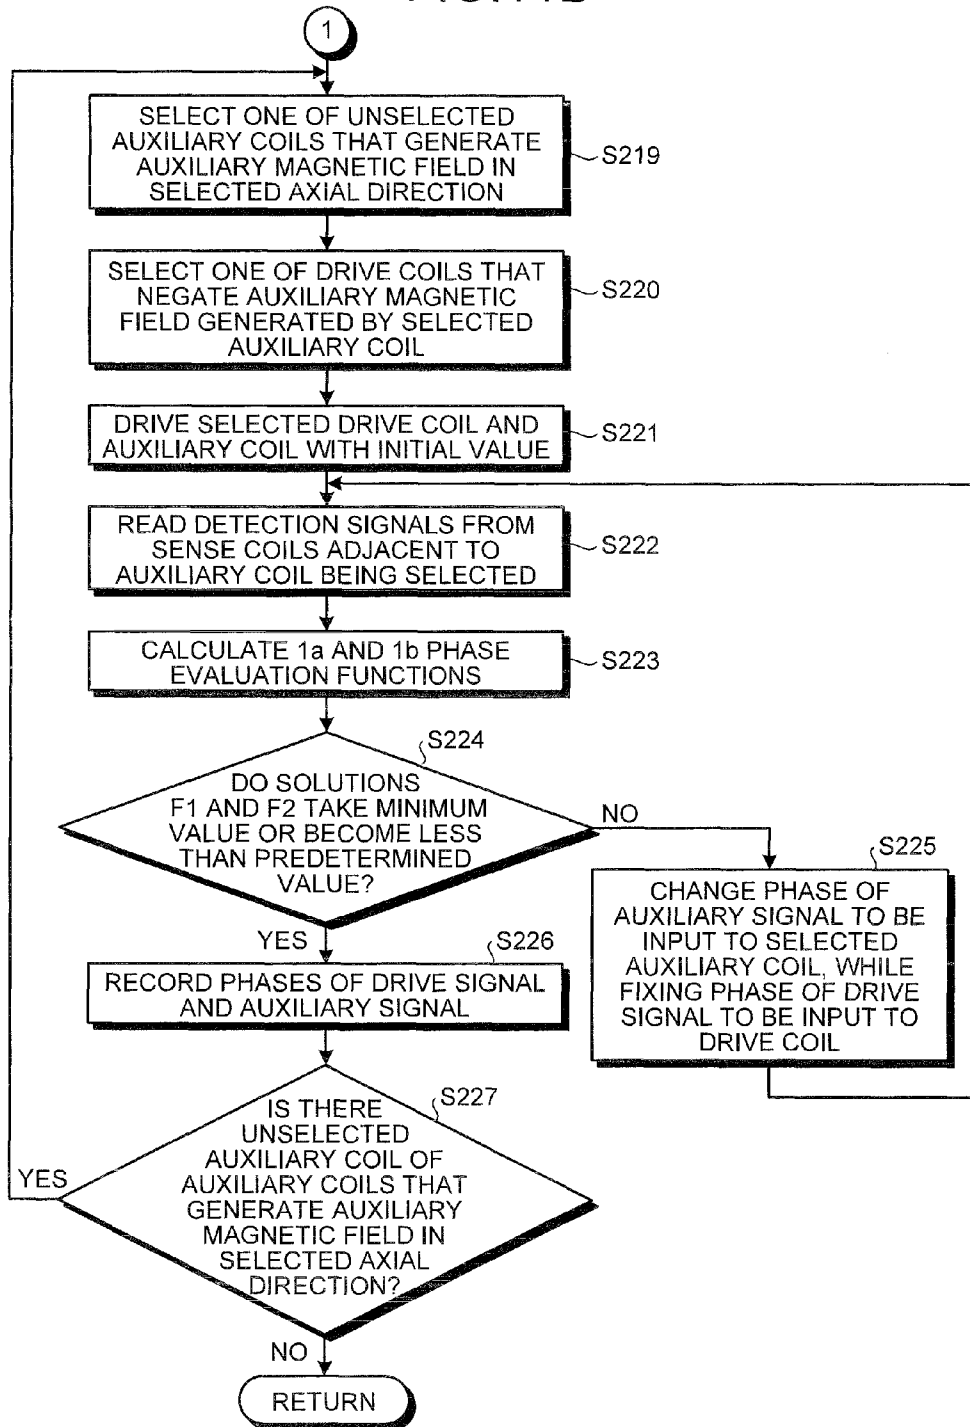 1
SELECT ONE OF UNSELECTED
AUXILIARY COILS THAT GENERATE
AUXILIARY MAGNETIC FIELD IN
SELECTED AXIAL DIRECTION
S219
SELECT ONE OF DRIVE COILS THAT
NEGATE AUXILIARY MAGNETIC
FIELD GENERATED BY SELECTED
AUXILIARY COIL
S220
DRIVE SELECTED DRIVE COIL AND
AUXILIARY COIL WITH INITIAL VALUE
S221
READ DETECTION SIGNALS FROM
SENSE COILS ADJACENT TO
AUXILIARY COIL BEING SELECTED
S222
CALCULATE 1a AND 1b PHASE
EVALUATION FUNCTIONS
S223
S224
DO SOLUTIONS
F1 AND F2 TAKE MINIMUM
VALUE OR BECOME LESS
THAN PREDETERMINED
VALUE?
NO
YES
S225
CHANGE PHASE OF
AUXILIARY SIGNAL TO BE
INPUT TO SELECTED
AUXILIARY COIL, WHILE
FIXING PHASE OF DRIVE
SIGNAL TO BE INPUT TO
DRIVE COIL
S226
RECORD PHASES OF DRIVE SIGNAL
AND AUXILIARY SIGNAL
S227
IS THERE
UNSELECTED
AUXILIARY COIL OF
AUXILIARY COILS THAT
GENERATE AUXILIARY
MAGNETIC FIELD IN
SELECTED AXIAL
DIRECTION?
YES
NO
RETURN